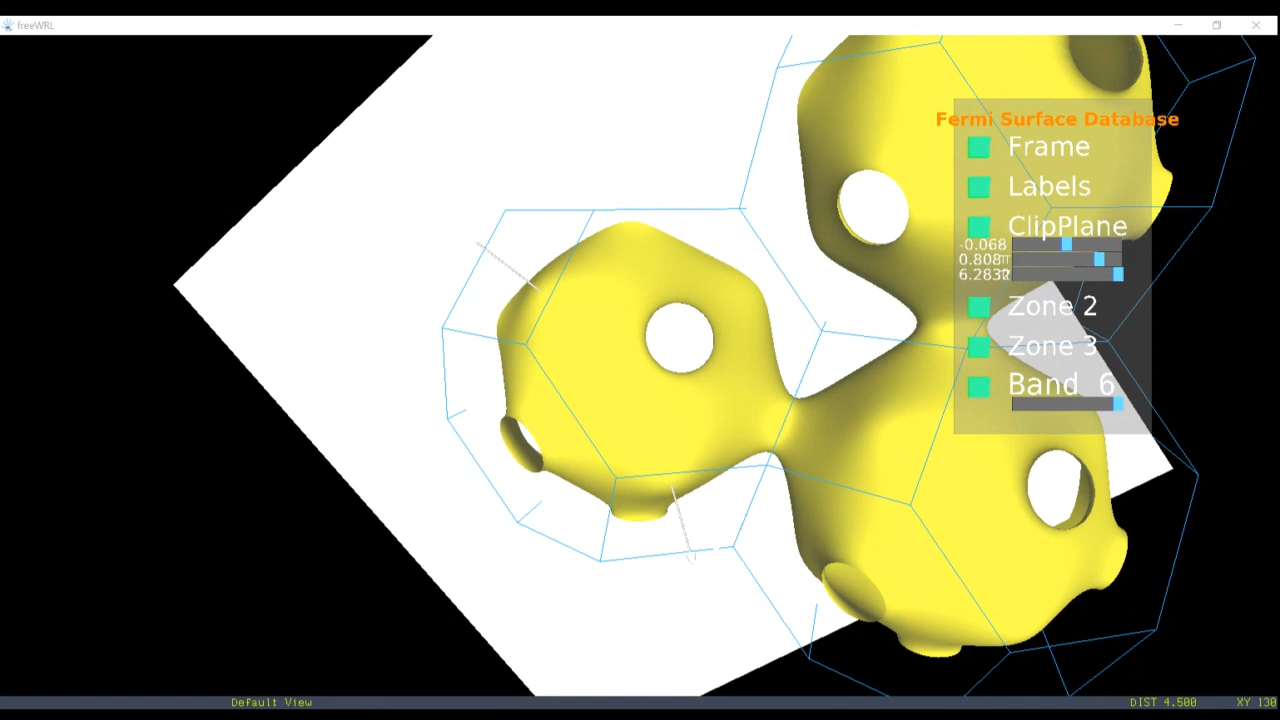 freeWRL
Fermi Surface Database
Frame
Labels
ClipPlane
-0.068
0.808π
6.283
Zone 2
Zone 3
Band 6
Default View
DIST 4.500
XY 130